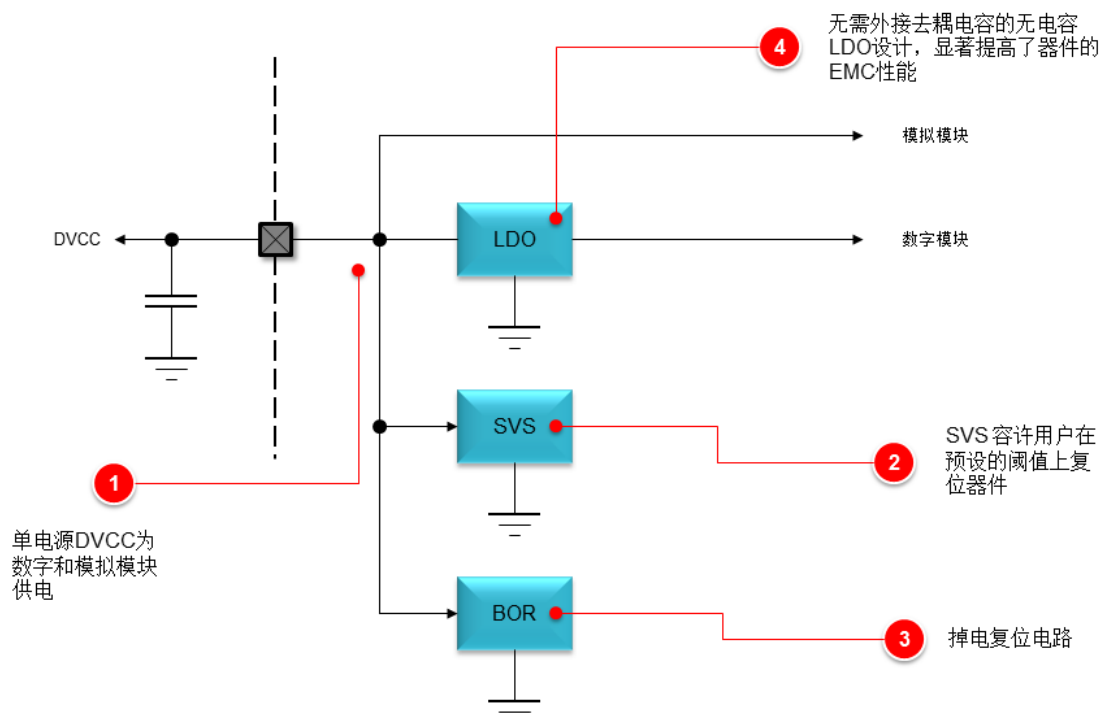 无需外接去耦电容的无电容
LDO设计，显著提高了器件的
EMC性能
4
模拟模块
DVCC
LDO
数字模块
SVS
SVS 容许用户在
预设的阈值上复
位器件
2
1
单电源DVCC为
数字和模拟模块
供电
BOR
3
掉电复位电路